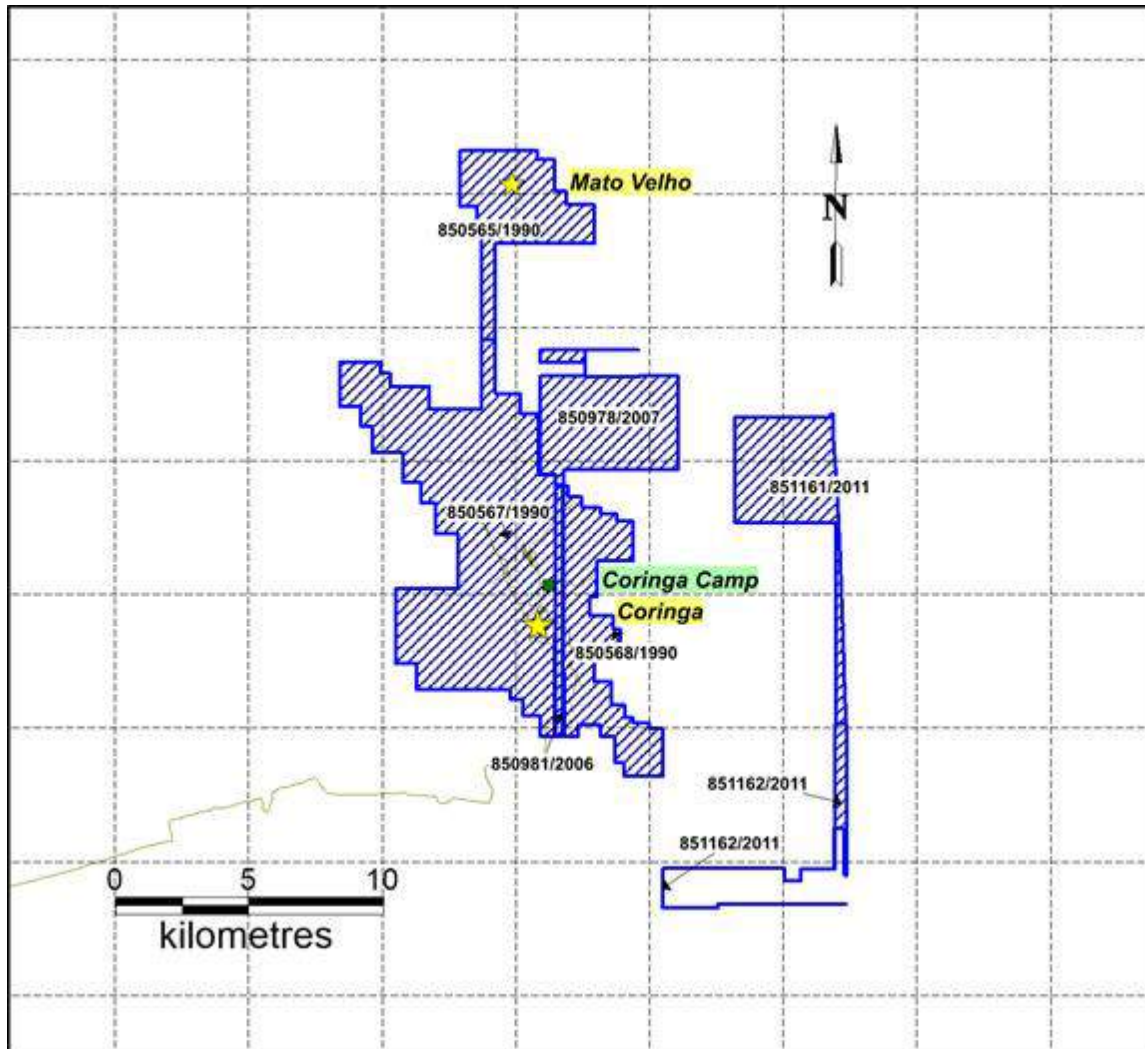 Mato Velho
N
850565/1990
850978/2007
851161/2011
850567/1990
Coringa Camp
Coringa
850568/1990
850981/2006
851162/2011
851162/2011
0 5 10
kilometres